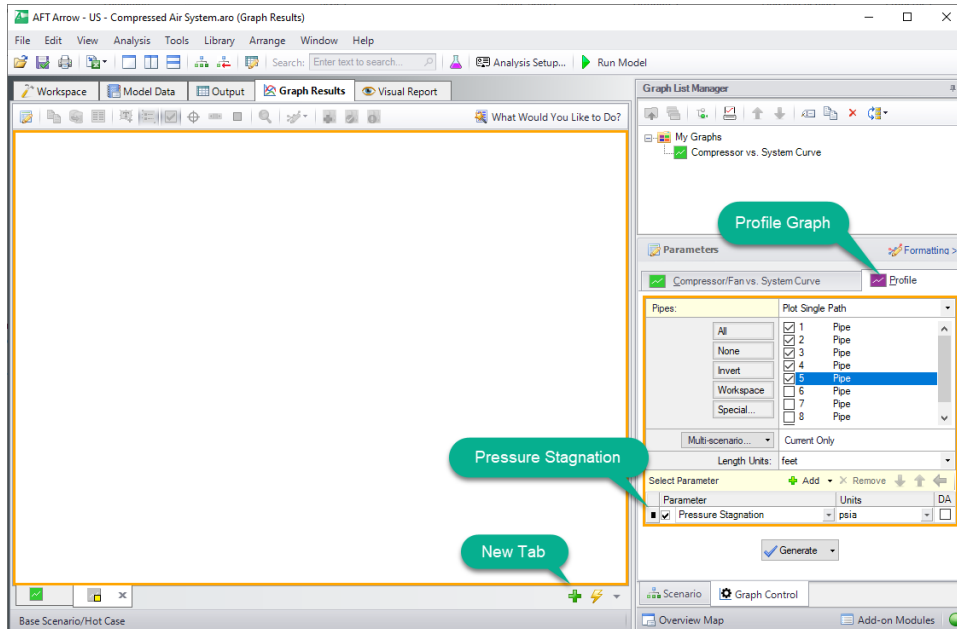 AFT Arrow - US - Compressed Air System.aro (Graph Results)
File Edit View Analysis Tools Library Arrange Window Help
Search: Enter text to search... Analysis Setup... Run Model
Workspace Model Data Output Graph Results Visual Report
What Would You Like to Do?
Graph List Manager
My Graphs
Compressor vs. System Curve
Profile Graph
Parameters Formatting >
Compressor/Fan vs. System Curve Profile
Pipes: Plot Single Path
All
None
Invert
Workspace
Special...
1 Pipe
2 Pipe
3 Pipe
4 Pipe
5 Pipe
6 Pipe
7 Pipe
8 Pipe
Multi-scenario... Current Only
Length Units: feet
Pressure Stagnation
Select Parameter Add Remove
Parameter Units DA
Pressure Stagnation psia
New Tab
Generate
Scenario Graph Control
Base Scenario/Hot Case
Overview Map Add-on Modules